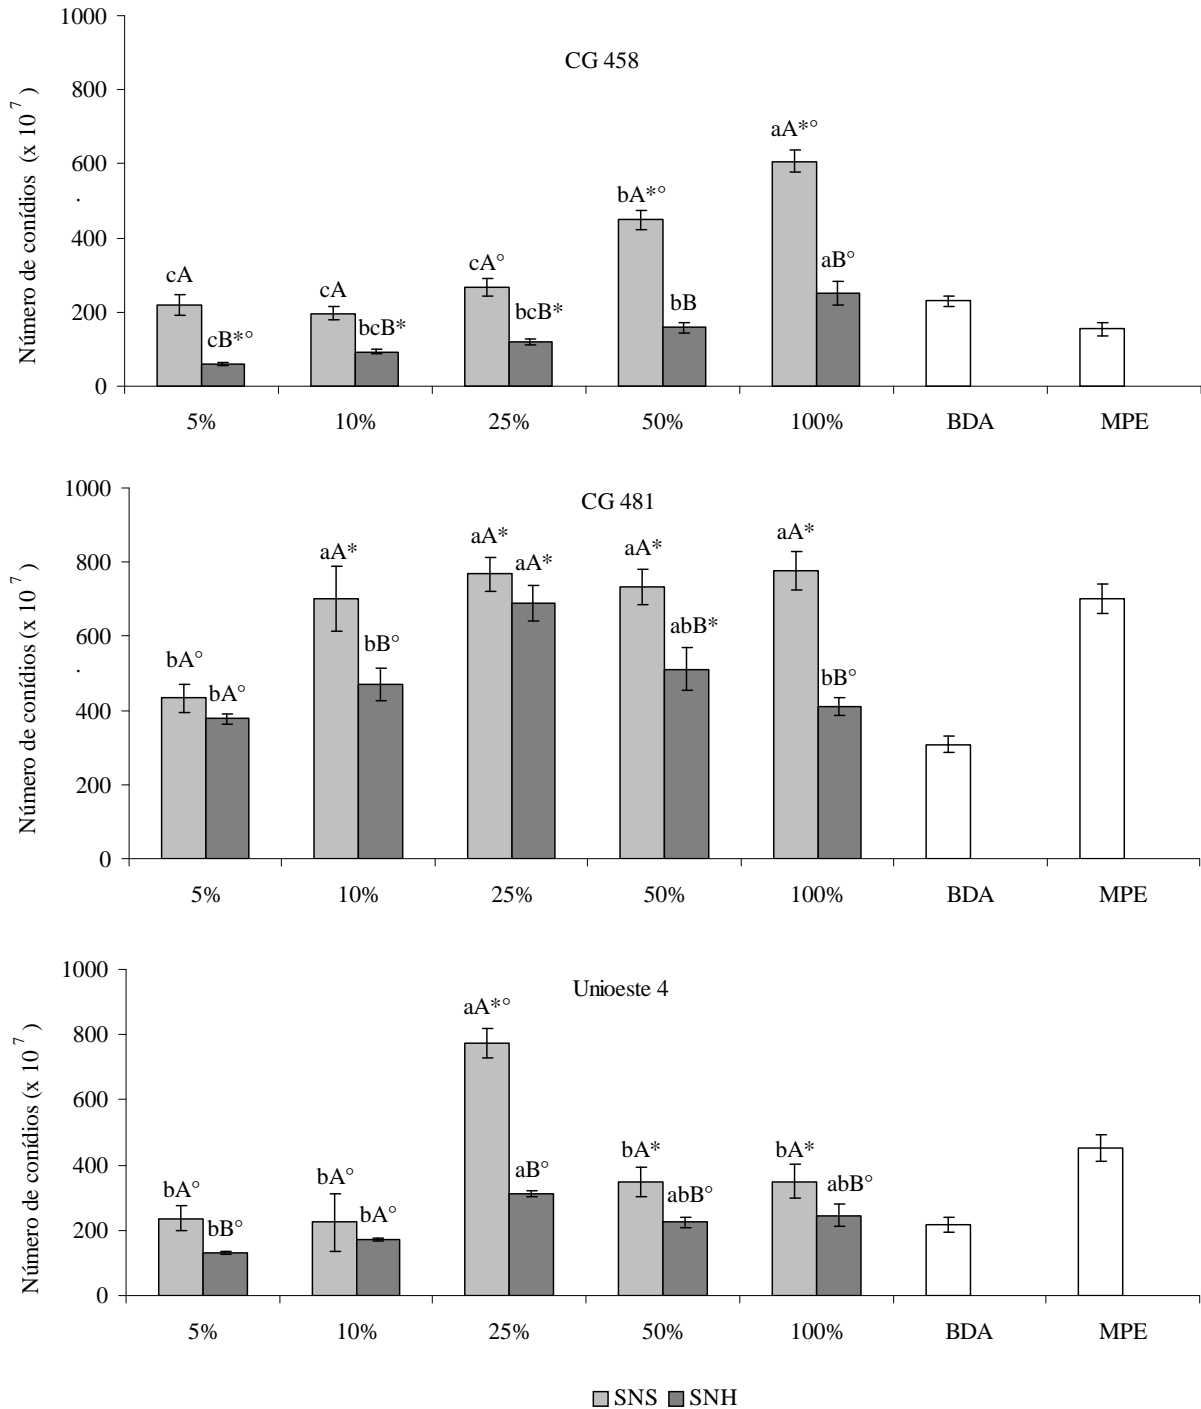 1000
CG 458
800
aA*°
600
bA*°
400
cA°
aB°
cA
cA
bB
200
bcB*
bcB*
cB*°
0
5% 10% 25% 50% 100% BDA MPE
Número de conídios (x 10 7 )
.
1000
CG 481
aA* aA* aA* aA*
800
aA*
600
bB° abB*
bA°
bA° bB°
400
200
0
5% 10% 25% 50% 100% BDA MPE
Número de conídios (x 10 7 )
.
1000
Unioeste 4
aA*°
800
600
400
bA* bA*
bA° bA° aB° abB° abB°
bB° bA°
200
0
5% 10% 25% 50% 100% BDA MPE
Número de conídios (x 10 7 )
SNS SNH